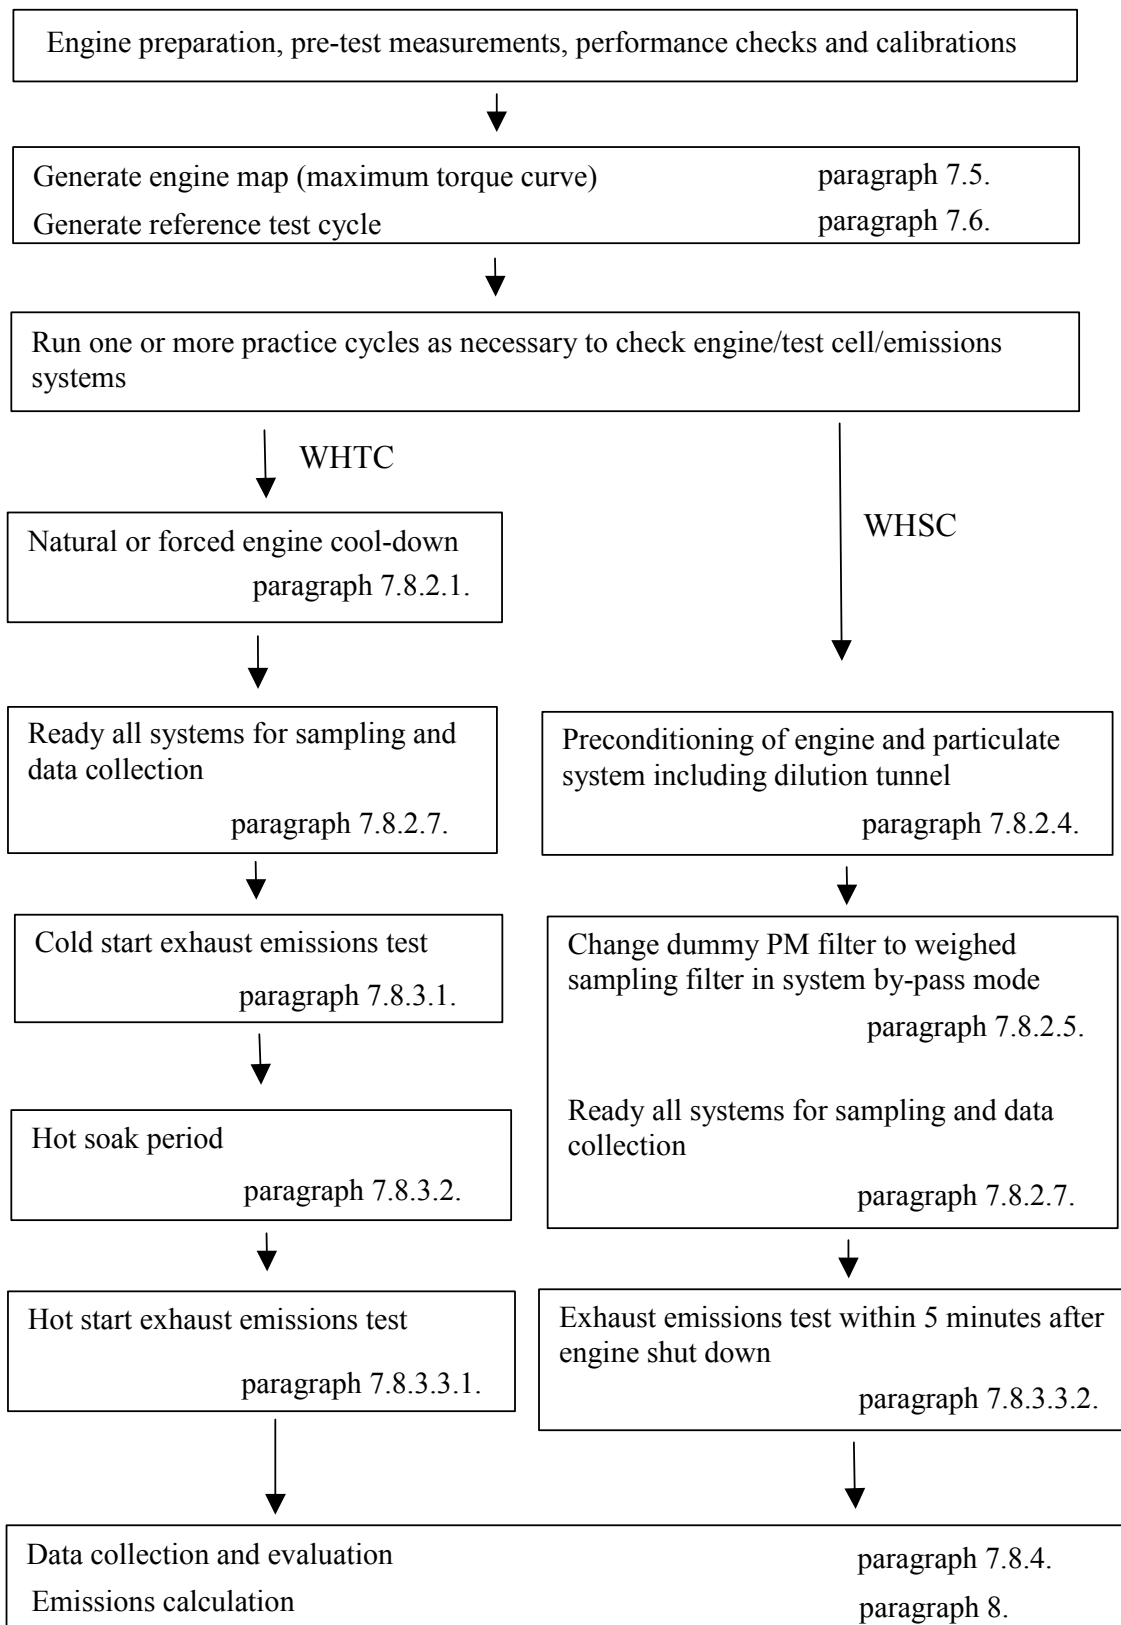 Engine preparation, pre-test measurements, performance checks and calibrations
Generate engine map (maximum torque curve) paragraph 7.5.
Generate reference test cycle paragraph 7.6.
Run one or more practice cycles as necessary to check engine/test cell/emissions
systems
WHTC
Natural or forced engine cool-down
paragraph 7.8.2.1.
Ready all systems for sampling and
data collection
paragraph 7.8.2.7.
Cold start exhaust emissions test
paragraph 7.8.3.1.
Hot soak period
paragraph 7.8.3.2.
Hot start exhaust emissions test
paragraph 7.8.3.3.1.
WHSC
Preconditioning of engine and particulate
system including dilution tunnel
paragraph 7.8.2.4.
Change dummy PM filter to weighed
sampling filter in system by-pass mode
paragraph 7.8.2.5.
Ready all systems for sampling and data
collection
paragraph 7.8.2.7.
Exhaust emissions test within 5 minutes after
engine shut down
paragraph 7.8.3.3.2.
Data collection and evaluation paragraph 7.8.4.
Emissions calculation paragraph 8.